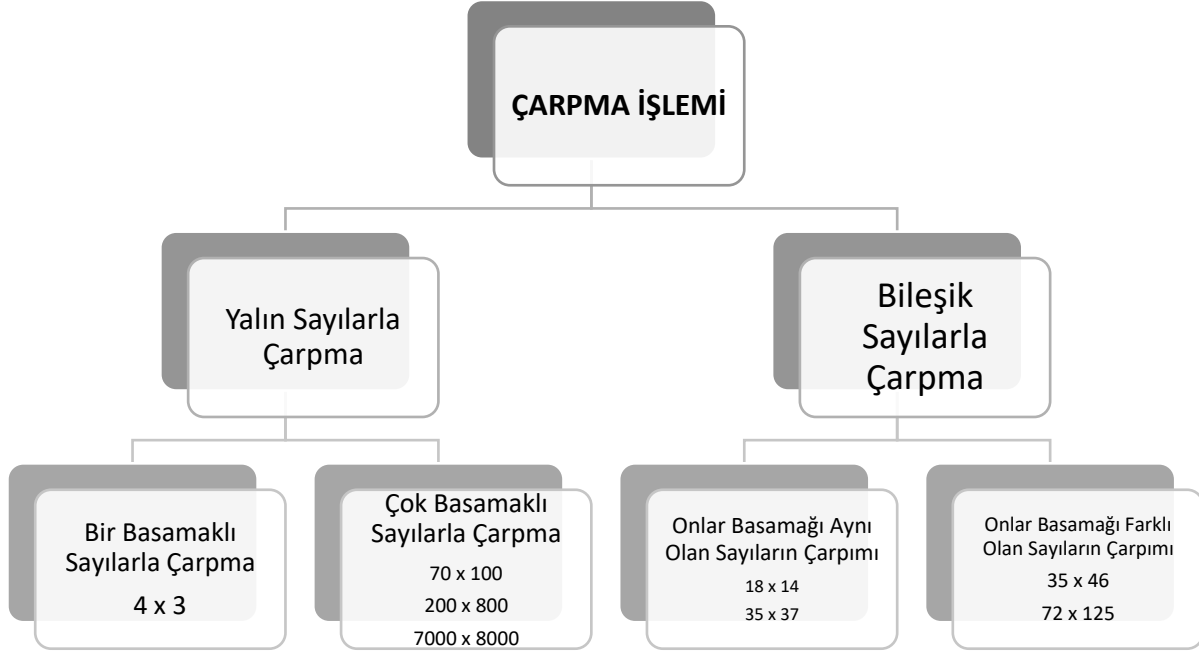 ÇARPMA İŞLEMİ
Yalın Sayılarla
Çarpma
Bileşik
Sayılarla
Çarpma
Bir Basamaklı
Sayılarla Çarpma
4 x 3
Çok Basamaklı
Sayılarla Çarpma
70 x 100
200 x 800
7000 x 8000
Onlar Basamağı Aynı
Olan Sayıların Çarpımı
18 x 14
35 x 37
Onlar Basamağı Farklı
Olan Sayıların Çarpımı
35 x 46
72 x 125